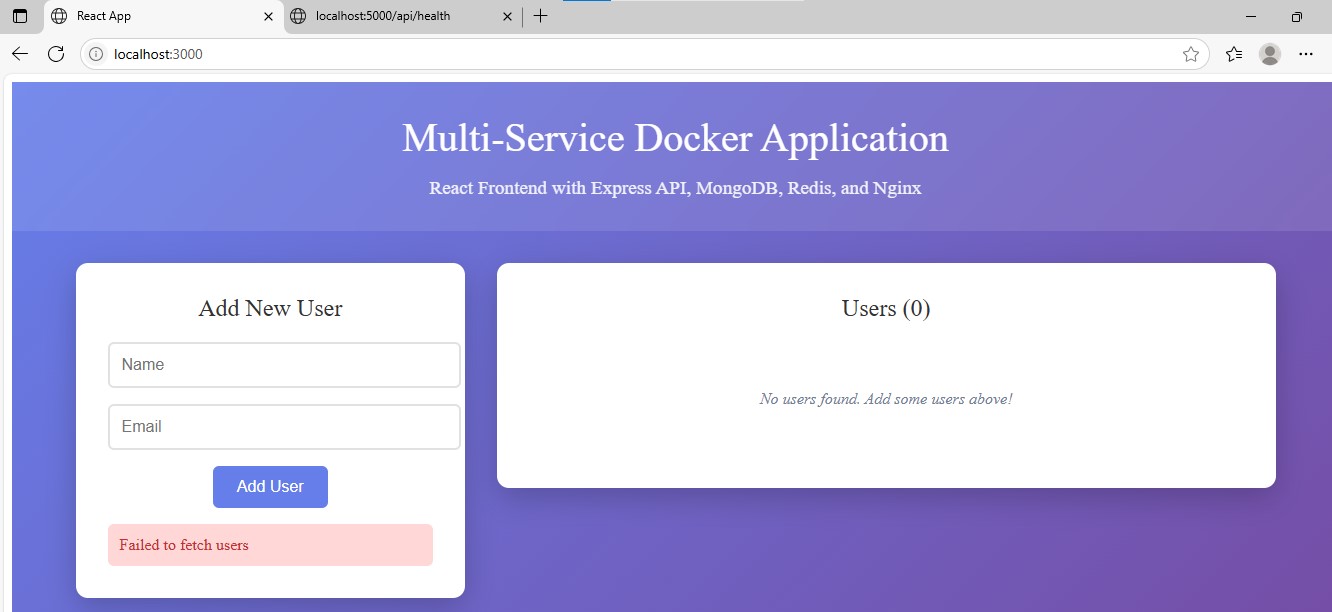 React App
localhost:5000/api/health
localhost:3000
Multi-Service Docker Application
React Frontend with Express API, MongoDB, Redis, and Nginx
Add New User
Name
Email
Add User
Failed to fetch users
Users (0)
No users found. Add some users above!